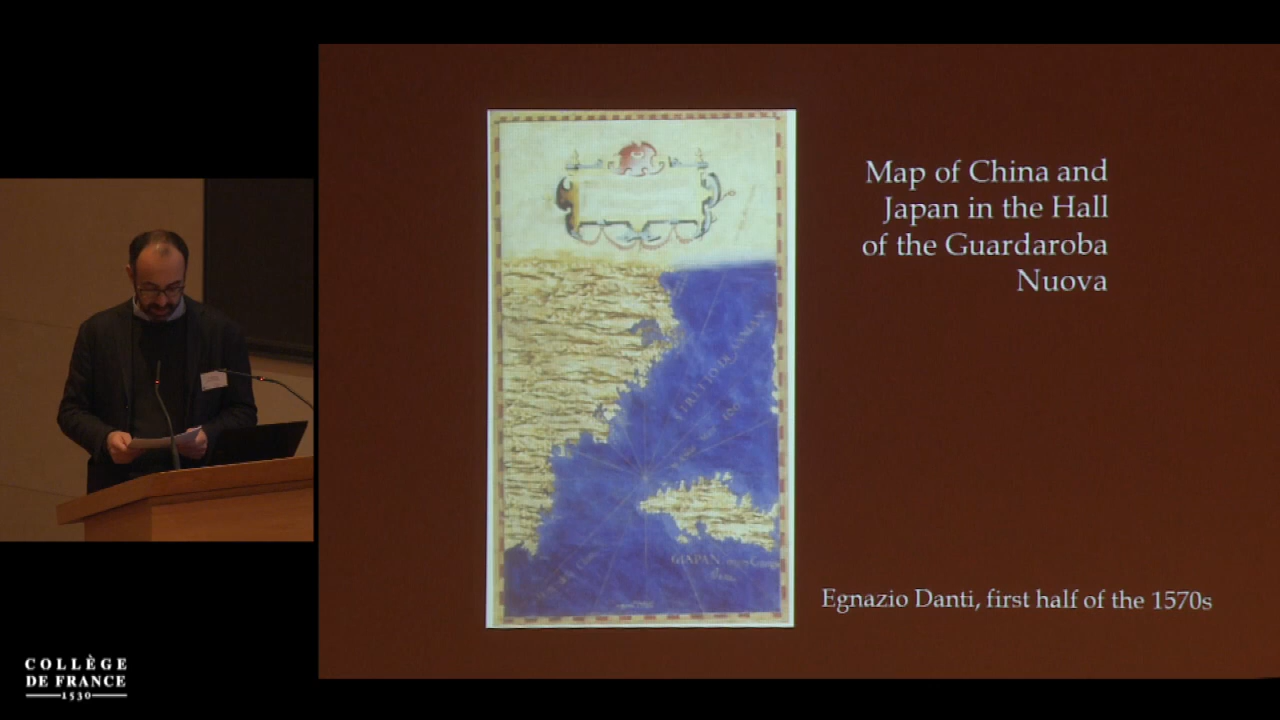 Map of China and
Japan in the Hall
of the Guardaroba
Nuova
GIAPAN
Egnazio Danti, first half of the 1570s
COLLÈGE
DE FRANCE
1530